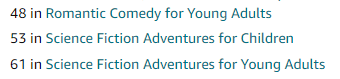 48 in Romantic Comedy for Young Adults
53 in Science Fiction Adventures for Children
61 in Science Fiction Adventures for Young Adults